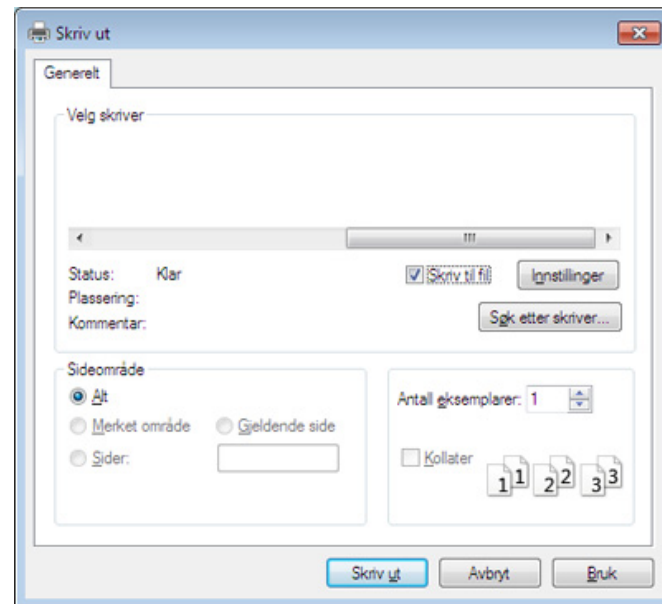 Skriv ut
Generelt
Velg skriver
Status: Klar
Skriv til fil
Innstillinger
Plassering:
Kommentar:
Søk etter skriver...
Sideområde
Alt
Merket område
Gjeldende side
Sider:
Antall eksemplarer: 1
Kollater
1 1 2 2 3 3
Skriv ut
Avbryt
Bruk